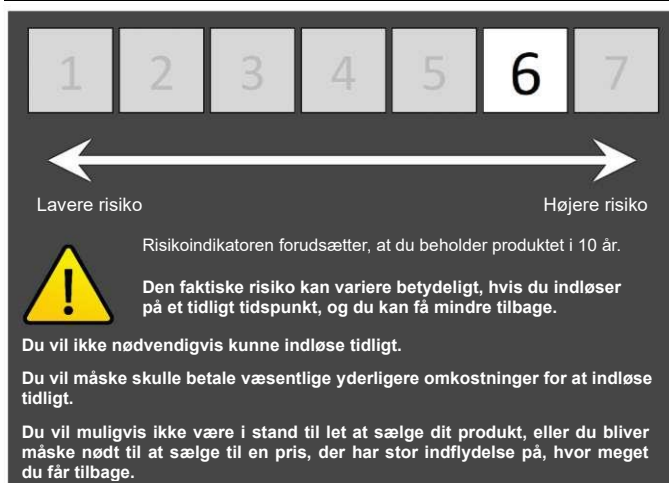 1 2 3 4 5 6 7
Lavere risiko Højere risiko
!
Risikoindikatoren forudsætter, at du beholder produktet i 10 år.
Den faktiske risiko kan variere betydeligt, hvis du indløser
på et tidligt tidspunkt, og du kan få mindre tilbage.
Du vil ikke nødvendigvis kunne indløse tidligt.
Du vil måske skulle betale væsentlige yderligere omkostninger for at indløse
tidligt.
Du vil muligvis ikke være i stand til let at sælge dit produkt, eller du bliver
måske nødt til at sælge til en pris, der har stor indflydelse på, hvor meget
du får tilbage.